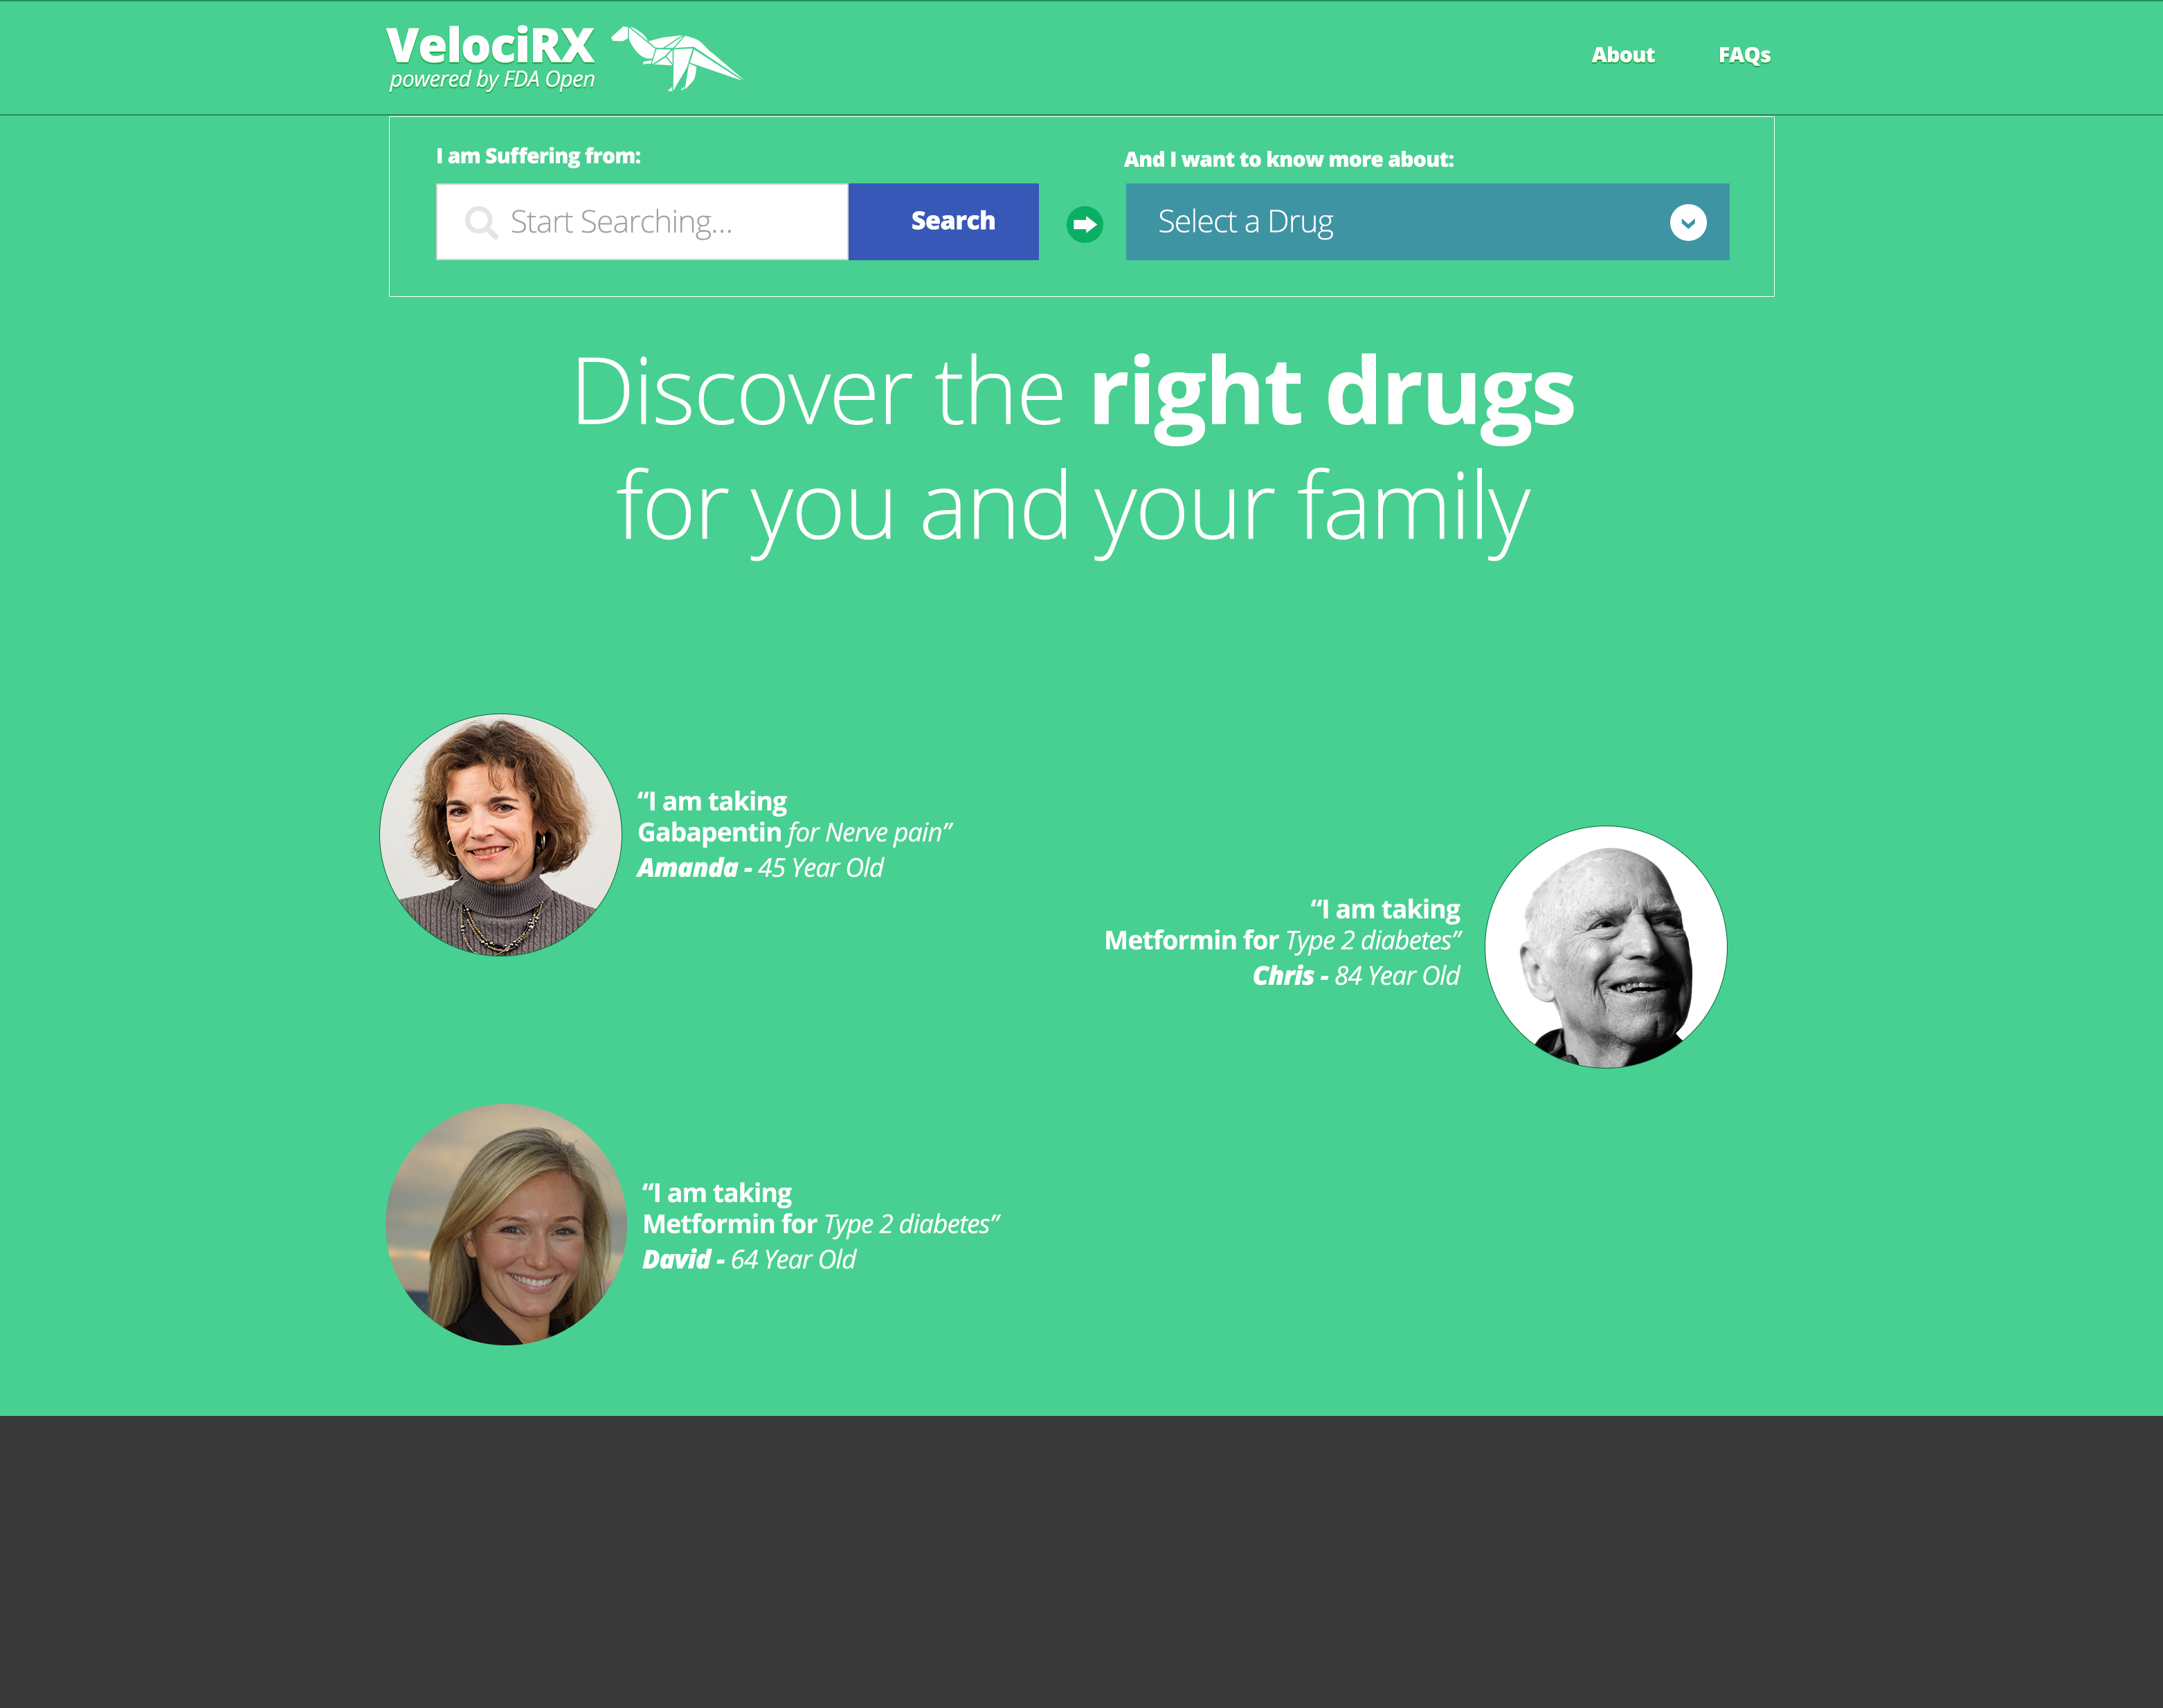 VelociRX
powered by FDA Open
About
FAQs
I am Suffering from:
Start Searching...
Search
And I want to know more about:
Select a Drug
Discover the right drugs
for you and your family
“I am taking
Gabapentin for Nerve pain”
Amanda - 45 Year Old
“I am taking
Metformin for Type 2 diabetes”
Chris - 84 Year Old
“I am taking
Metformin for Type 2 diabetes”
David - 64 Year Old